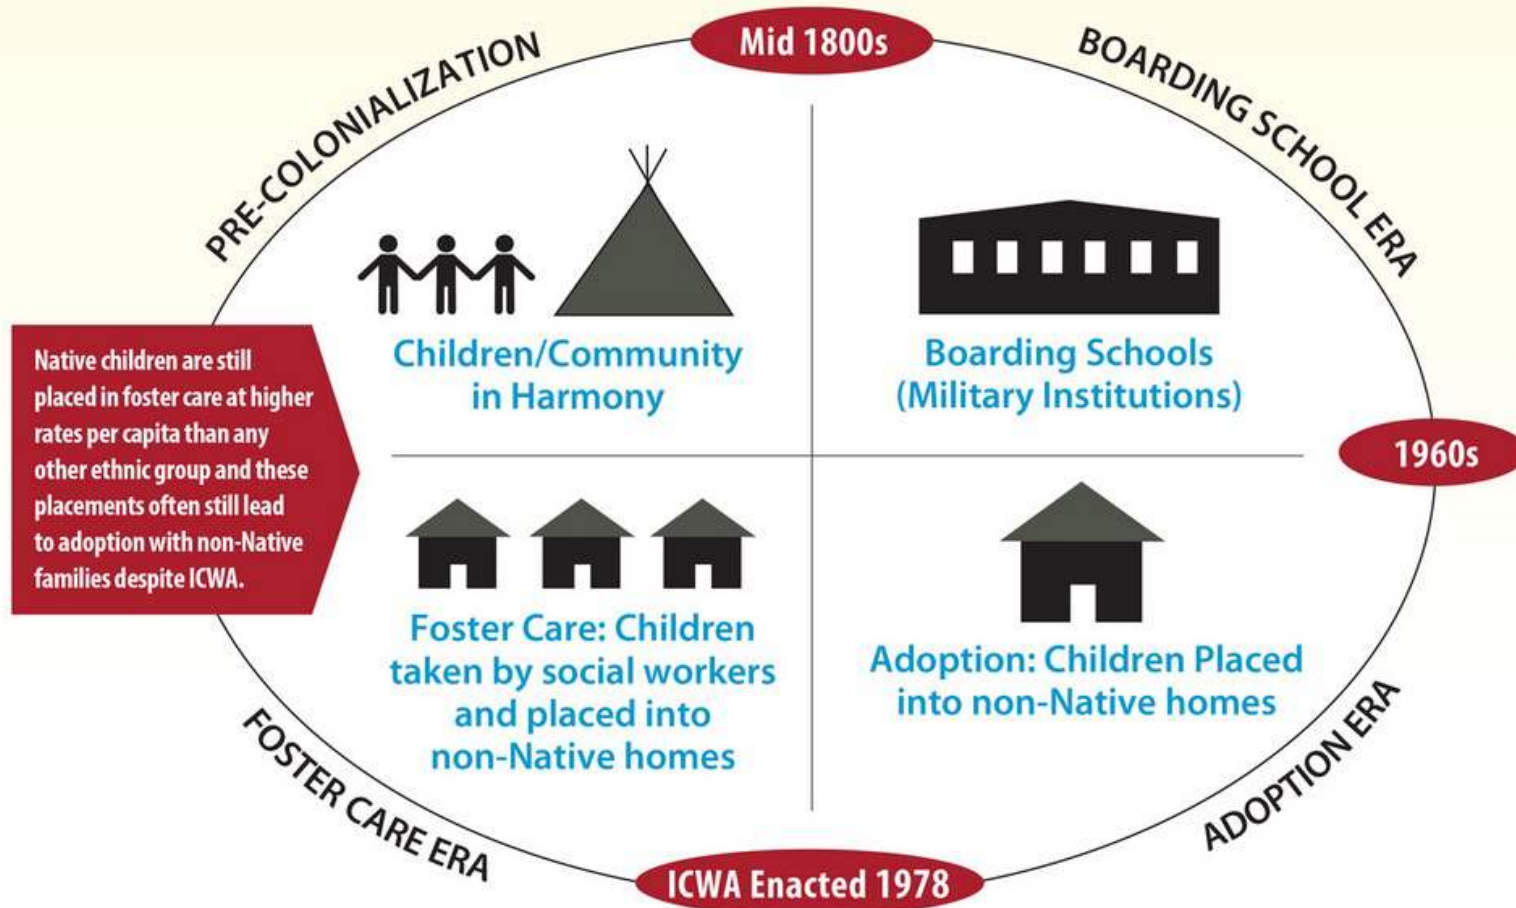 Mid 1800s
PRE-COLONIALIZATION
BOARDING SCHOOL ERA
Children/Community
in Harmony
Boarding Schools
(Military Institutions)
Native children are still
placed in foster care at higher
rates per capita than any
other ethnic group and these
placements often still lead
to adoption with non-Native
families despite ICWA.
1960s
Foster Care: Children
taken by social workers
and placed into
non-Native homes
Adoption: Children Placed
into non-Native homes
FOSTER CARE ERA
ADOPTION ERA
ICWA Enacted 1978